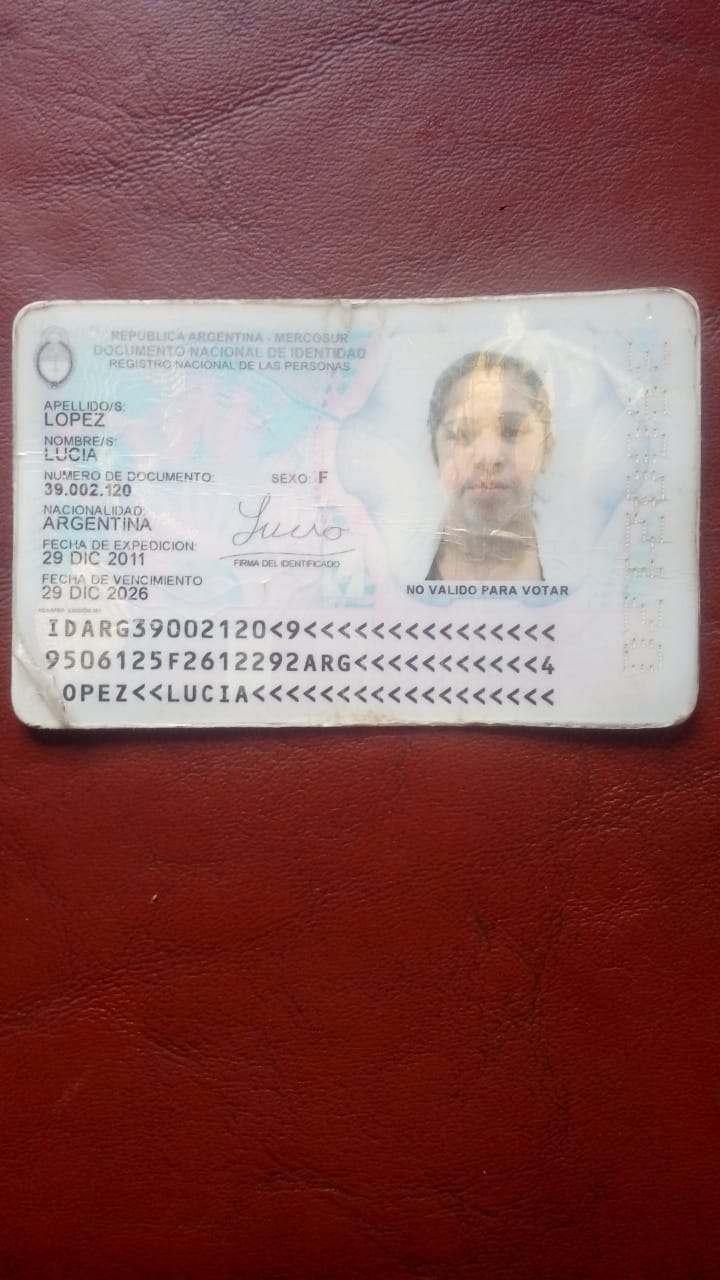 REPUBLICA ARGENTINA - MERCOSUR
DOCUMENTO NACIONAL DE IDENTIDAD
REGISTRO NACIONAL DE LAS PERSONAS
APELLIDO/S:
LOPEZ
NOMBRE/S:
LUCIA
NUMERO DE DOCUMENTO: SEXO: F
39.002.120
NACIONALIDAD:
ARGENTINA
FECHA DE EXPEDICION:
29 DIC 2011
FIRMA DEL IDENTIFICADO
FECHA DE VENCIMIENTO
29 DIC 2026
NO VALIDO PARA VOTAR
IDARG39002120<9<<<<<<<<<<<<<<<
9506125F2612292ARG<<<<<<<<<<<4
OPEZ<<LUCIA<<<<<<<<<<<<<<<<<<